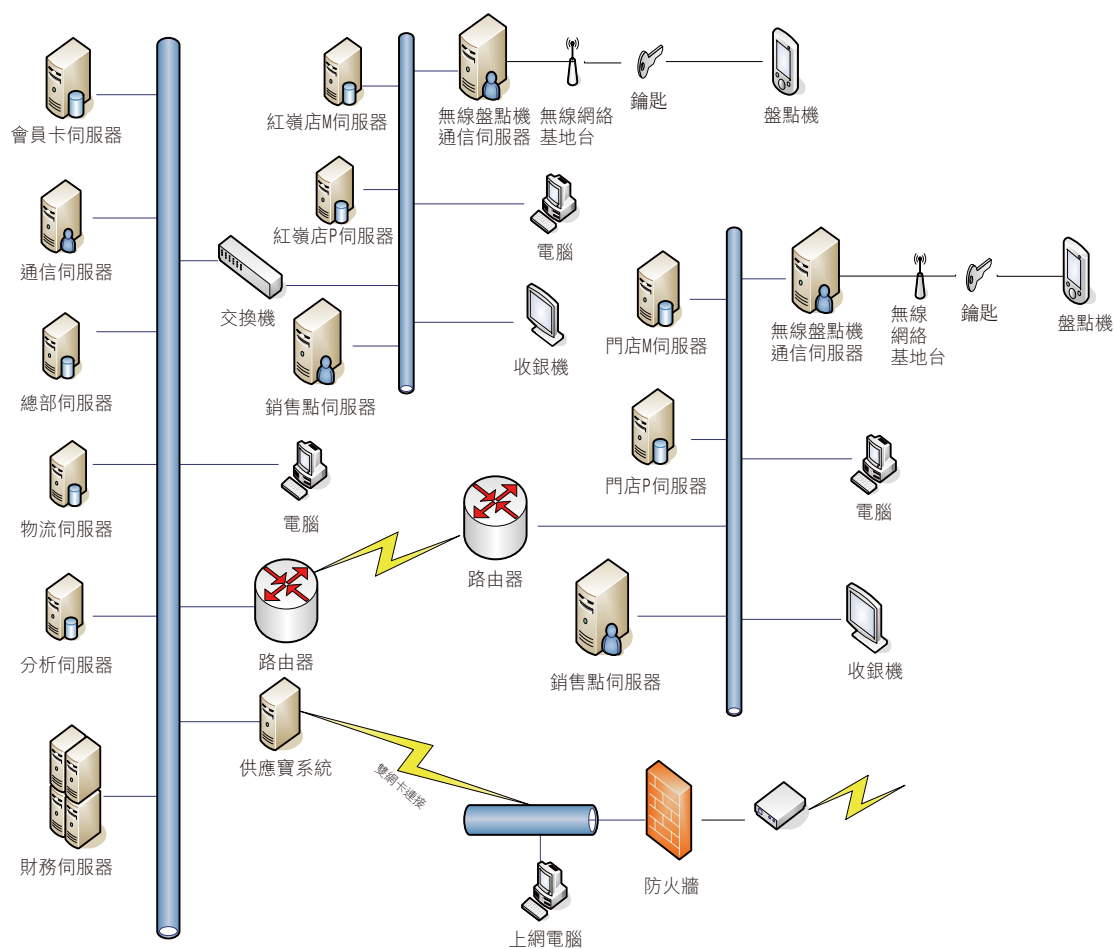 會員卡伺服器
通信伺服器
總部伺服器
物流伺服器
分析伺服器
財務伺服器
交換機
電腦
路由器
供應寶系統
雙網卡連接
紅嶺店M伺服器
紅嶺店P伺服器
銷售點伺服器
無線盤點機
通信伺服器
無線網絡
基地台
鑰匙
盤點機
電腦
收銀機
路由器
門店M伺服器
門店P伺服器
銷售點伺服器
無線盤點機
通信伺服器
無線
網絡
基地台
鑰匙
盤點機
電腦
收銀機
防火牆
上網電腦